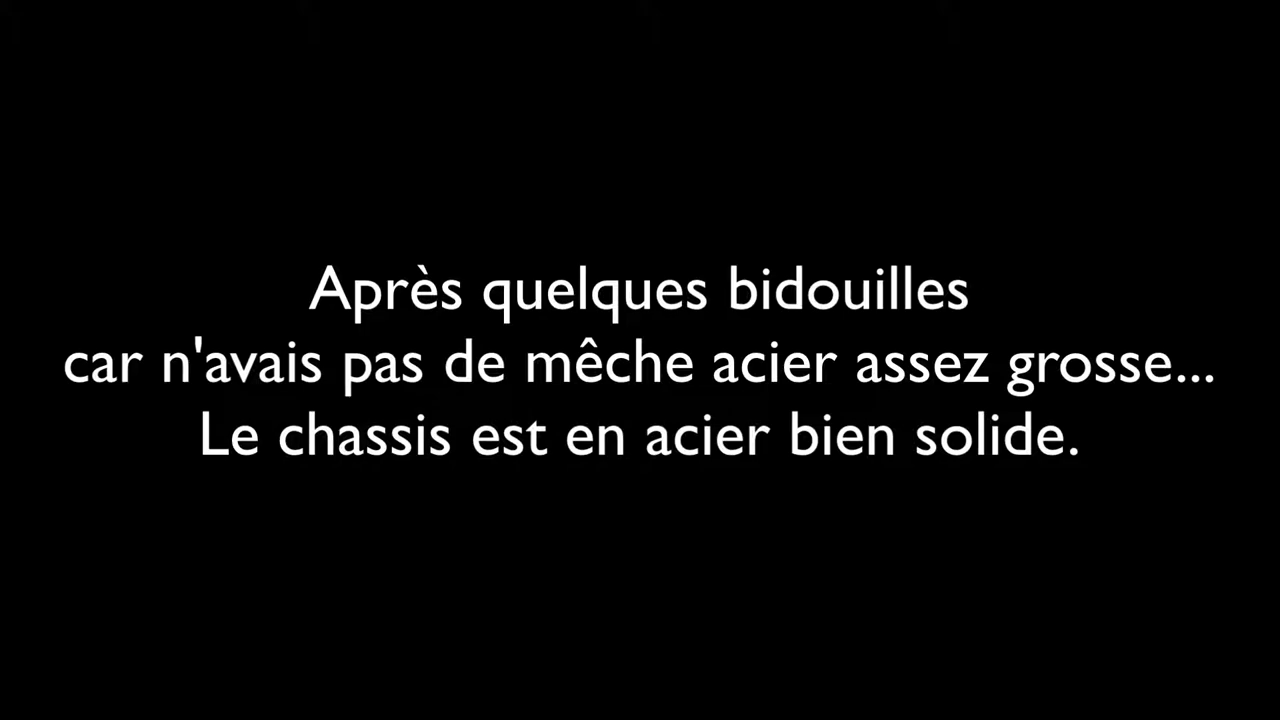 Après quelques bidouilles
car n'avais pas de mêche acier assez grosse...
Le chassis est en acier bien solide.